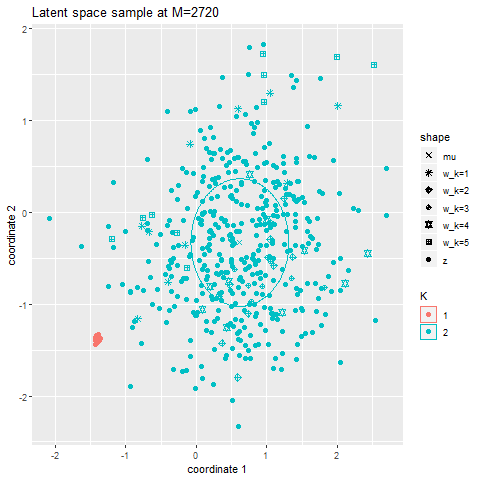 Latent space sample at M=2720
2
1
0
-1
-2
coordinate 2
-2
-1
0
1
2
coordinate 1
shape
mu
w_k=1
w_k=2
w_k=3
w_k=4
w_k=5
z
K
1
2